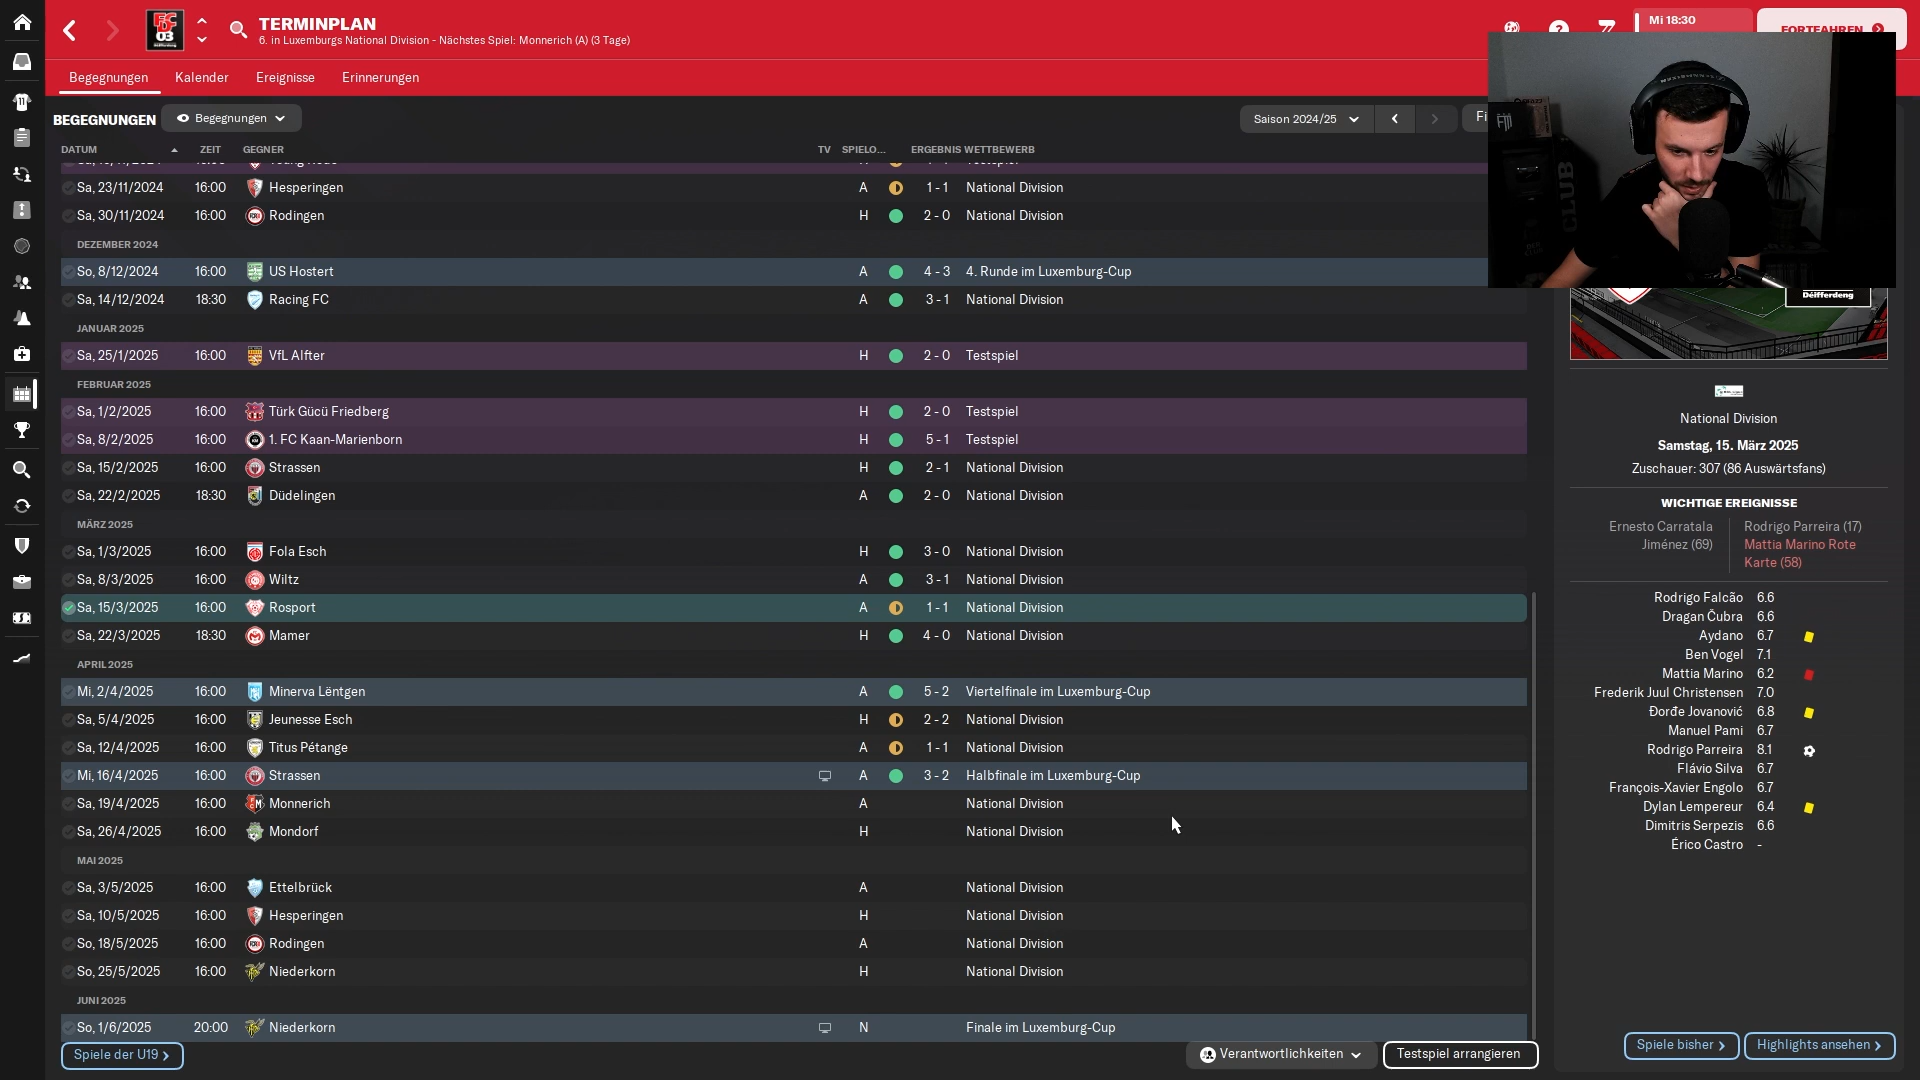 TERMINPLAN
6. in Luxemburgs National Division - Nächstes Spiel: Monnerich (A) (3 Tage)
Mi 18:30
Begegnungen Kalender Ereignisse Erinnerungen
BEGEGNUNGEN Begegnungen Saison 2024/25
DATUM ZEIT GEGNER TV SPIELO... ERGEBNIS WETTBEWERB
Sa, 23/11/2024 16:00 Hesperingen A 1 - 1 National Division
Sa, 30/11/2024 16:00 Rodingen H 2 - 0 National Division
DEZEMBER 2024
So, 8/12/2024 16:00 US Hostert A 4 - 3 4. Runde im Luxemburg-Cup
Sa, 14/12/2024 18:30 Racing FC A 3 - 1 National Division
JANUAR 2025
Sa, 25/1/2025 16:00 VfL Alfter H 2 - 0 Testspiel
FEBRUAR 2025
Sa, 1/2/2025 16:00 Türk Gücü Friedberg H 2 - 0 Testspiel
Sa, 8/2/2025 16:00 1. FC Kaan-Marienborn H 5 - 1 Testspiel
Sa, 15/2/2025 16:00 Strassen H 2 - 1 National Division
Sa, 22/2/2025 18:30 Düdelingen A 2 - 0 National Division
MÄRZ 2025
Sa, 1/3/2025 16:00 Fola Esch H 3 - 0 National Division
Sa, 8/3/2025 16:00 Wiltz A 3 - 1 National Division
Sa, 15/3/2025 16:00 Rosport A 1 - 1 National Division
Sa, 22/3/2025 18:30 Mamer H 4 - 0 National Division
APRIL 2025
Mi, 2/4/2025 16:00 Minerva Lëntgen A 5 - 2 Viertelfinale im Luxemburg-Cup
Sa, 5/4/2025 16:00 Jeunesse Esch H 2 - 2 National Division
Sa, 12/4/2025 16:00 Titus Pétange A 1 - 1 National Division
Mi, 16/4/2025 16:00 Strassen A 3 - 2 Halbfinale im Luxemburg-Cup
Sa, 19/4/2025 16:00 Monnerich A National Division
Sa, 26/4/2025 16:00 Mondorf H National Division
MAI 2025
Sa, 3/5/2025 16:00 Ettelbrück A National Division
Sa, 10/5/2025 16:00 Hesperingen H National Division
So, 18/5/2025 16:00 Rodingen A National Division
So, 25/5/2025 16:00 Niederkorn H National Division
JUNI 2025
So, 1/6/2025 20:00 Niederkorn N Finale im Luxemburg-Cup
Spiele der U19
Verantwortlichkeiten Testspiel arrangieren
CLUB
Déifferdeng
National Division
Samstag, 15. März 2025
Zuschauer: 307 (86 Auswärtsfans)
WICHTIGE EREIGNISSE
Ernesto Carratala
Jiménez (69)
Rodrigo Parreira (17)
Mattia Marino Rote
Karte (58)
Rodrigo Falcão 6.6
Dragan Čubra 6.6
Aydano 6.7
Ben Vogel 7.1
Mattia Marino 6.2
Frederik Juul Christensen 7.0
Đorđe Jovanović 6.8
Manuel Pami 6.7
Rodrigo Parreira 8.1
Flávio Silva 6.7
François-Xavier Engolo 6.7
Dylan Lempereur 6.4
Dimitris Serpezis 6.6
Érico Castro -
Spiele bisher Highlights ansehen